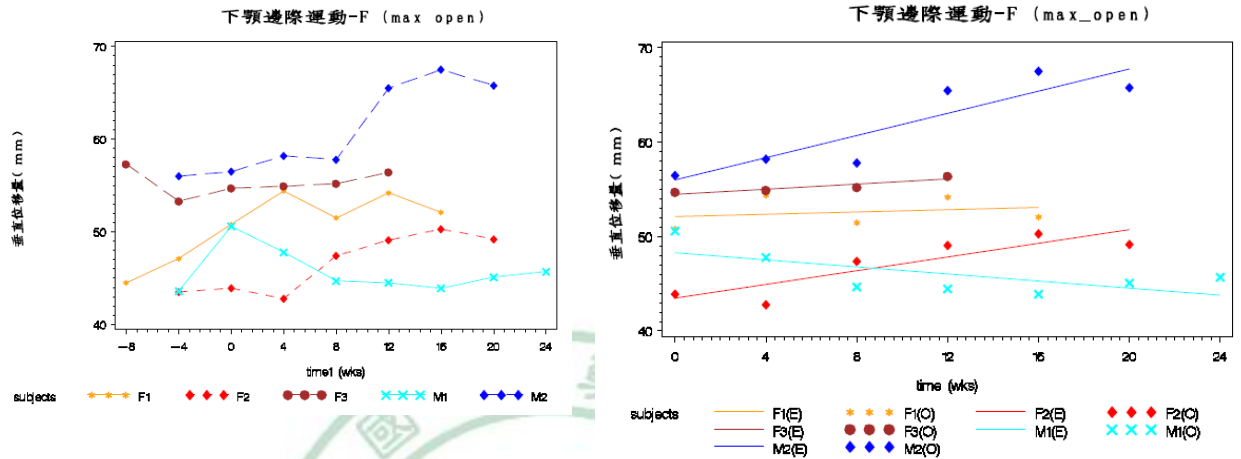 下顎邊際運動-F (max open)
垂直位移量(mm)
70
60
50
40
-8 -4 0 4 8 12 16 20 24
time1 (wks)
subjects F1 F2 F3 M1 M2
下顎邊際運動-F (max_open)
垂直位移量(mm)
70
60
50
40
0 4 8 12 16 20 24
time (wks)
subjects F1(E) F1(O) F2(E) F2(O)
F3(E) F3(O) M1(E) M1(O)
M2(E) M2(O)
國